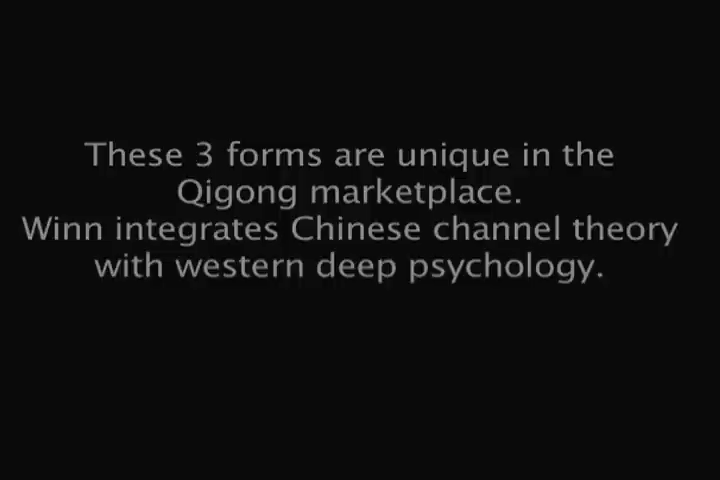 These 3 forms are unique in the
Qigong marketplace.
Winn integrates Chinese channel theory
with western deep psychology.